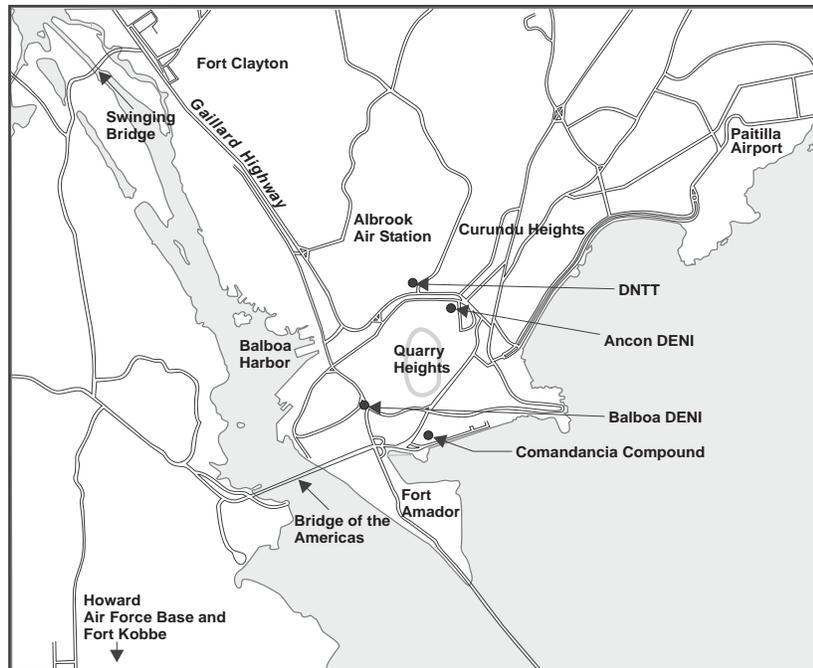 Fort Clayton
Swinging
Bridge
Gaillard Highway
Paitilla
Airport
Albrook
Air Station
Curundu Heights
DNTT
Ancon DENI
Balboa
Harbor
Quarry
Heights
Balboa DENI
Comandancia Compound
Fort
Amador
Bridge of the
Americas
Howard
Air Force Base and
Fort Kobbe